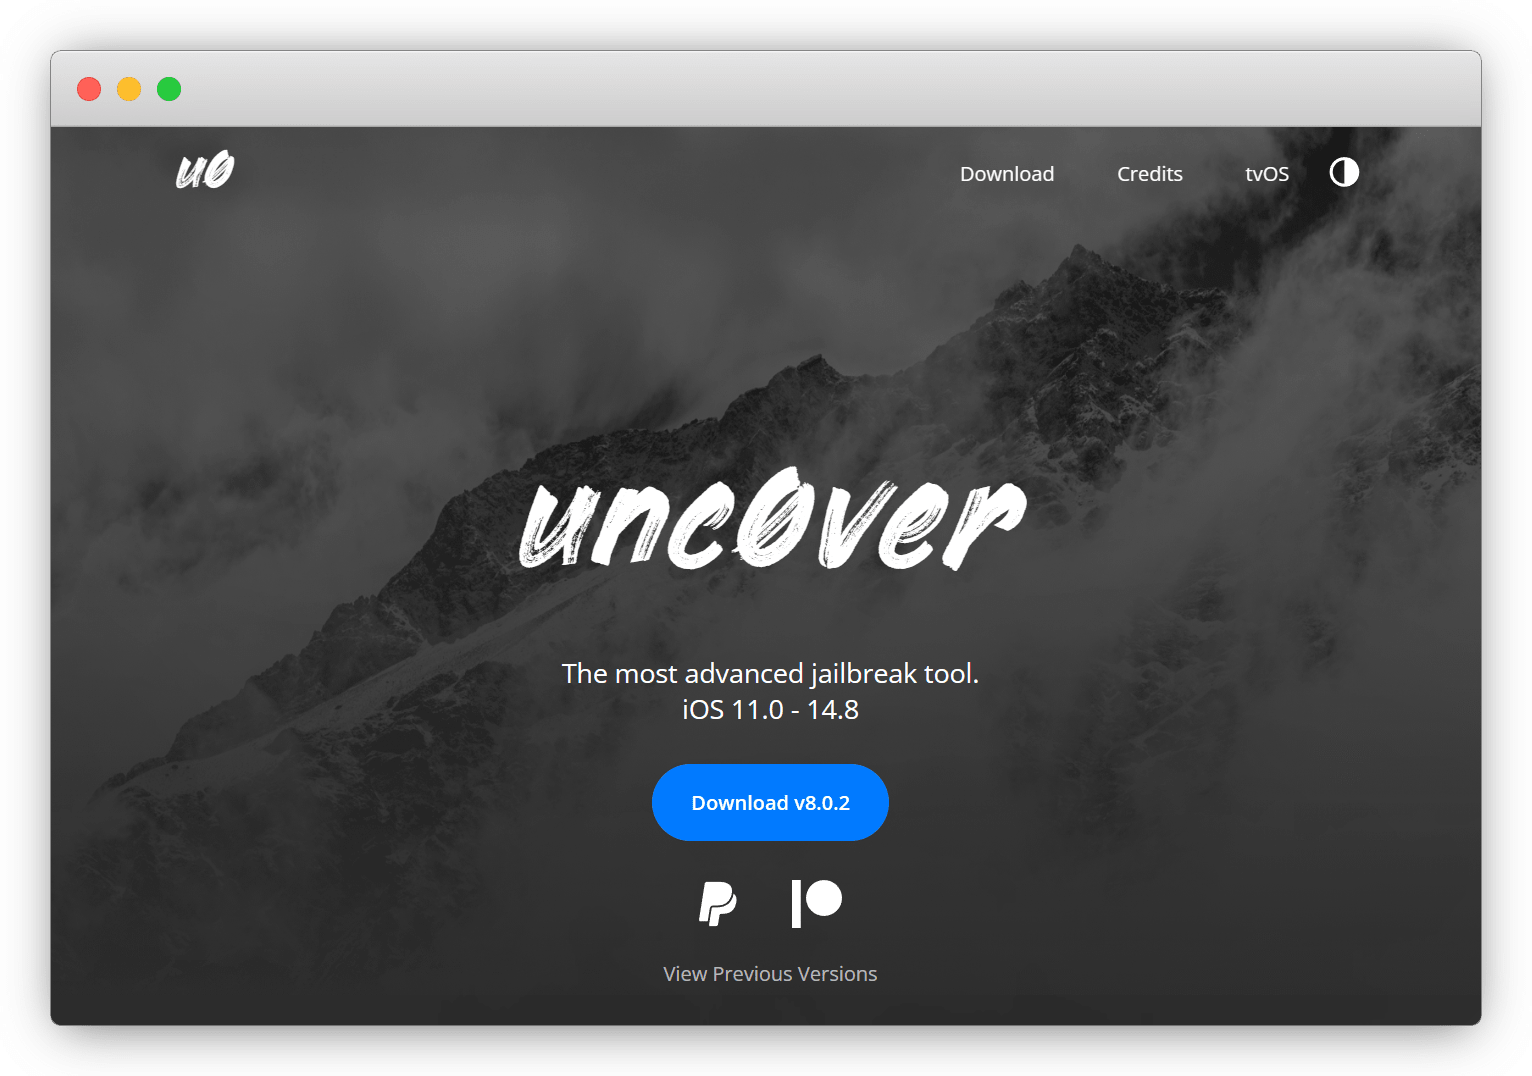 u0
Download
Credits
tvOS
unc0ver
The most advanced jailbreak tool.
iOS 11.0 - 14.8
Download v8.0.2
View Previous Versions